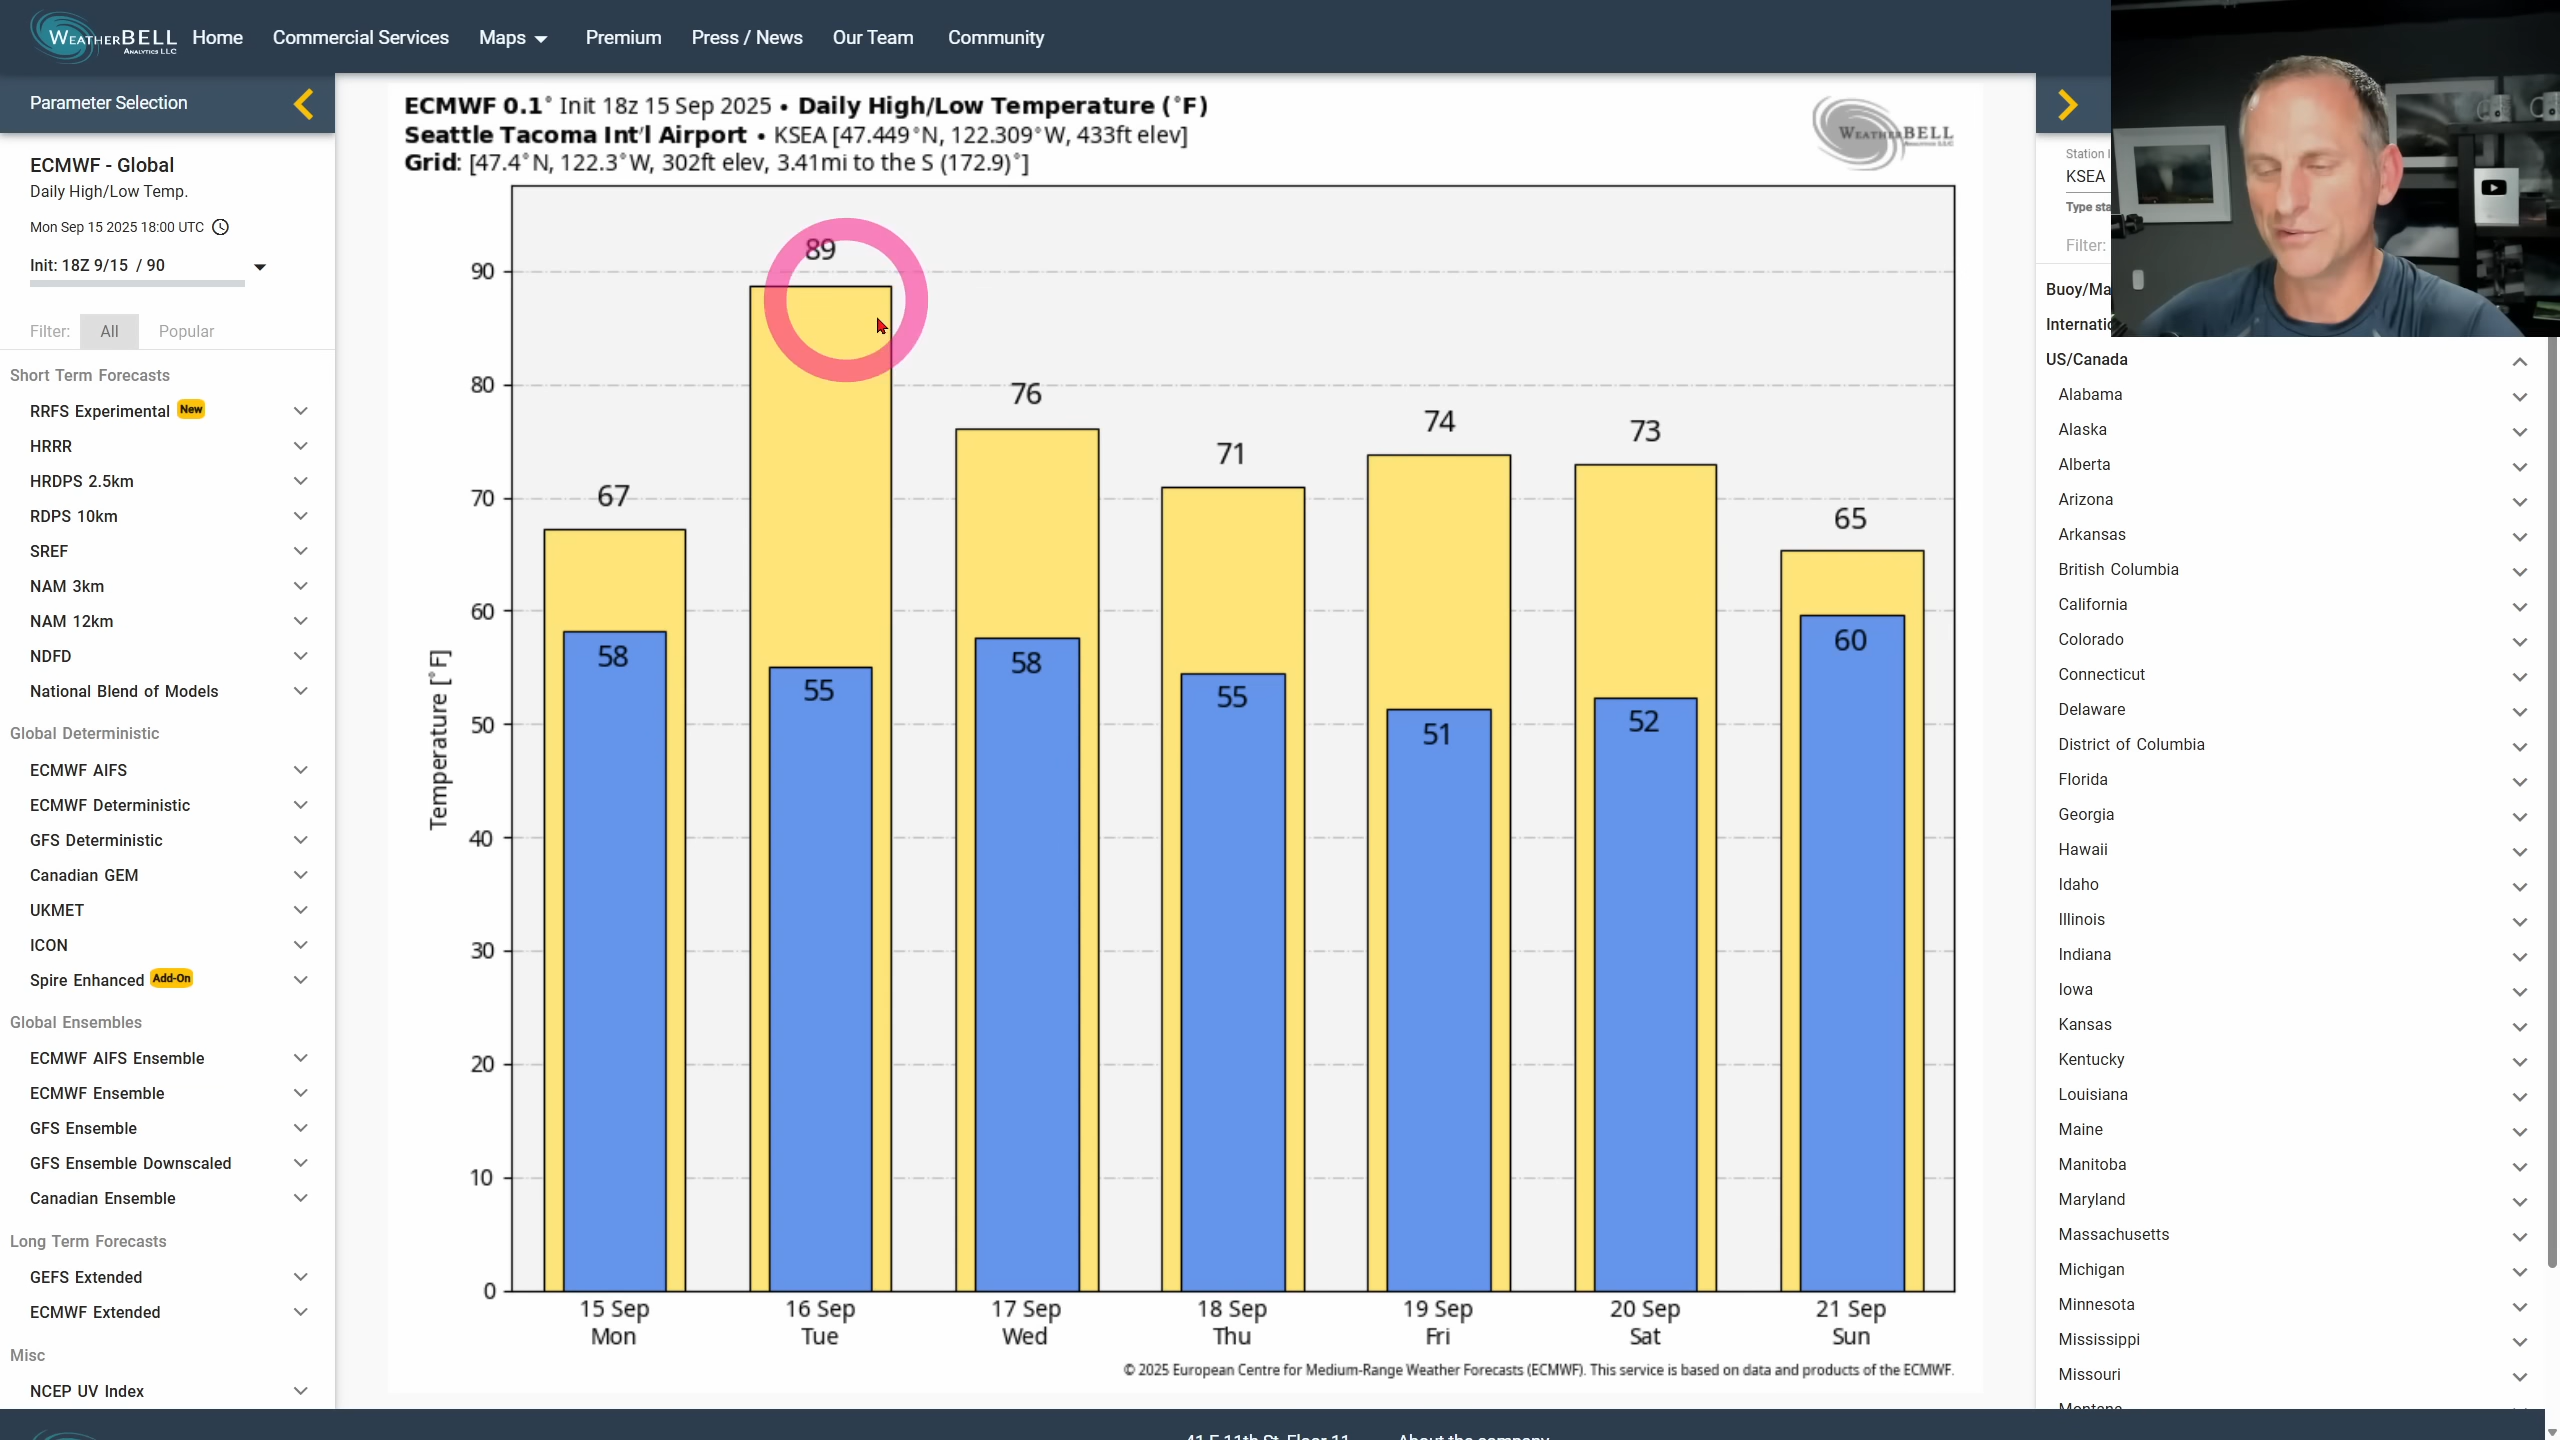 WEATHERBELL
ANALYTICS LLC
Home
Commercial Services
Maps
Premium
Press / News
Our Team
Community
Parameter Selection
ECMWF - Global
Daily High/Low Temp.
Mon Sep 15 2025 18:00 UTC
Init: 18Z 9/15 / 90
Filter: All Popular
Short Term Forecasts
RRFS Experimental New
HRRR
HRDPS 2.5km
RDPS 10km
SREF
NAM 3km
NAM 12km
NDFD
National Blend of Models
Global Deterministic
ECMWF AIFS
ECMWF Deterministic
GFS Deterministic
Canadian GEM
UKMET
ICON
Spire Enhanced Add-On
Global Ensembles
ECMWF AIFS Ensemble
ECMWF Ensemble
GFS Ensemble
GFS Ensemble Downscaled
Canadian Ensemble
Long Term Forecasts
GEFS Extended
ECMWF Extended
Misc
NCEP UV Index
ECMWF 0.1° Init 18z 15 Sep 2025 • Daily High/Low Temperature (°F)
Seattle Tacoma Int'l Airport • KSEA [47.449°N, 122.309°W, 433ft elev]
Grid: [47.4°N, 122.3°W, 302ft elev, 3.41mi to the S (172.9)°]
WEATHERBELL
Temperature [°F]
90
80
70
60
50
40
30
20
10
0
67
89
76
71
74
73
65
58
55
58
55
51
52
60
15 Sep
Mon
16 Sep
Tue
17 Sep
Wed
18 Sep
Thu
19 Sep
Fri
20 Sep
Sat
21 Sep
Sun
© 2025 European Centre for Medium-Range Weather Forecasts (ECMWF). This service is based on data and products of the ECMWF.
Station
KSEA
Type
Filter:
US/Canada
Alabama
Alaska
Alberta
Arizona
Arkansas
British Columbia
California
Colorado
Connecticut
Delaware
District of Columbia
Florida
Georgia
Hawaii
Idaho
Illinois
Indiana
Iowa
Kansas
Kentucky
Louisiana
Maine
Manitoba
Maryland
Massachusetts
Michigan
Minnesota
Mississippi
Missouri